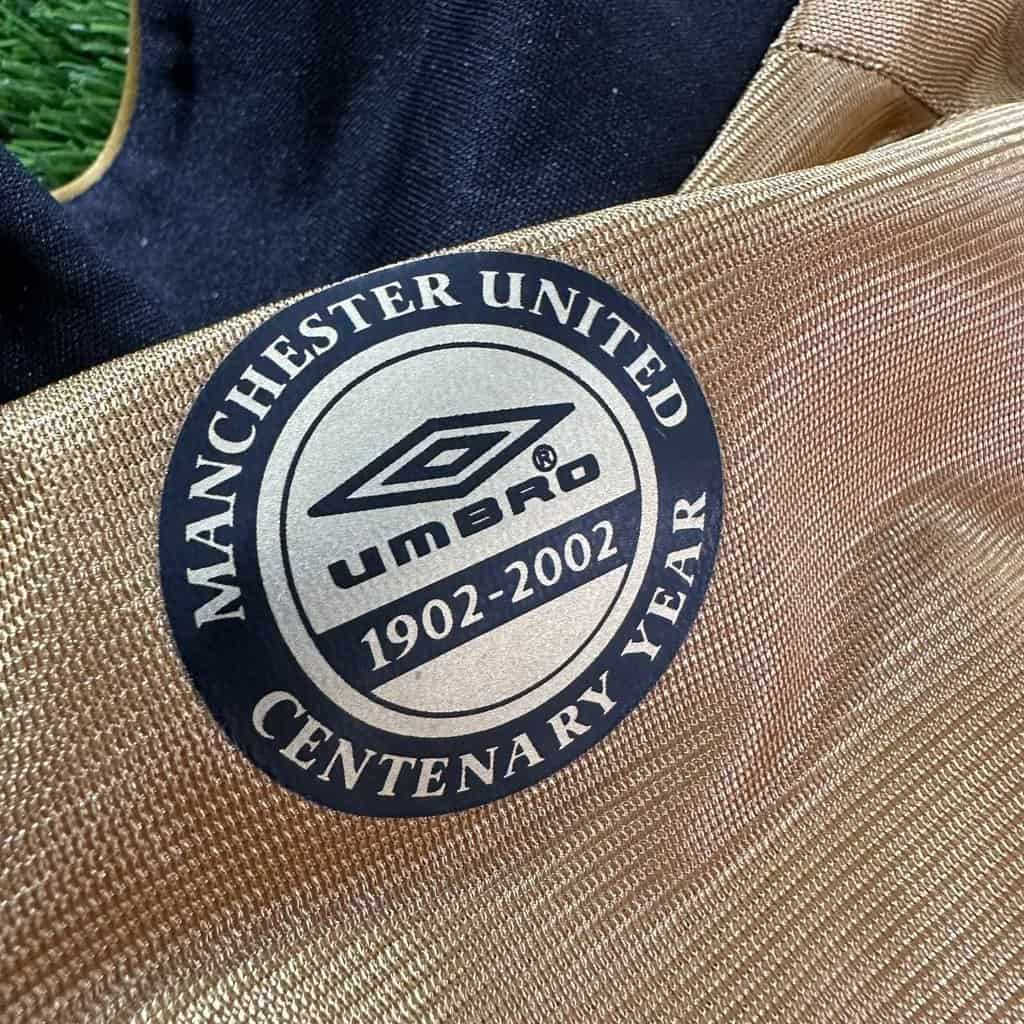 MANCHESTER UNITED
UMBRO®
1902-2002
CENTENARY YEAR